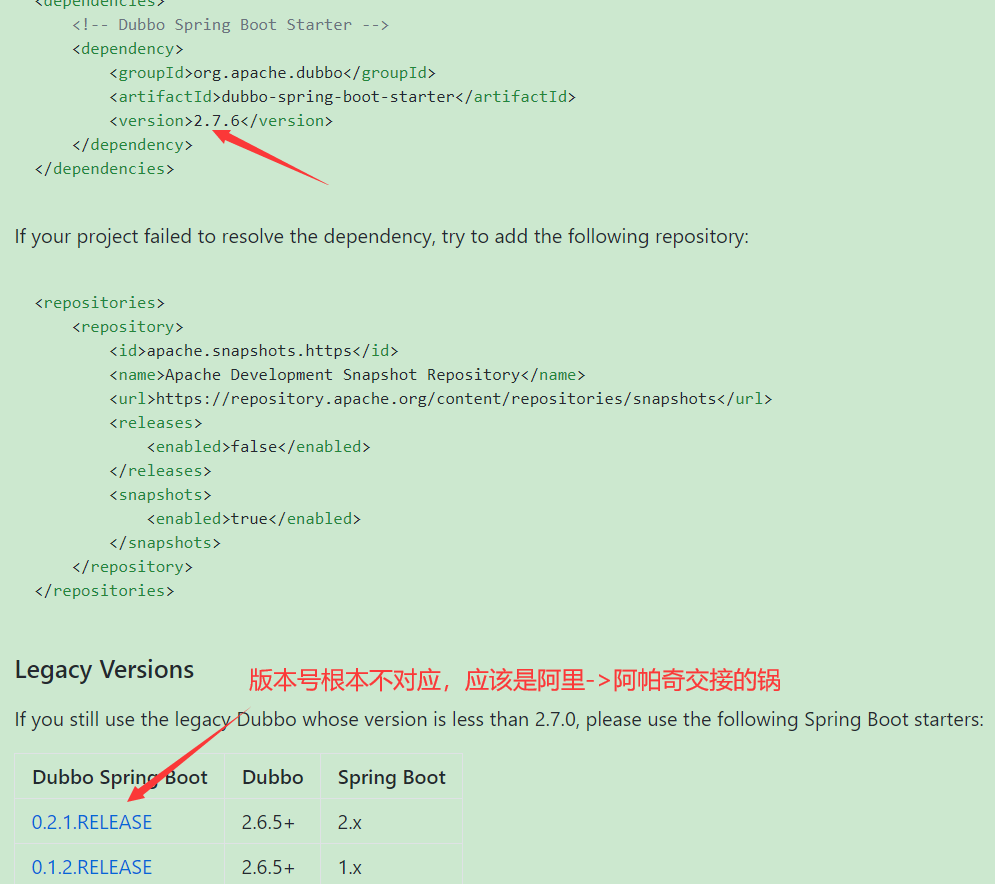 <dependencies>
<!-- Dubbo Spring Boot Starter -->
<dependency>
<groupId>org.apache.dubbo</groupId>
<artifactId>dubbo-spring-boot-starter</artifactId>
<version>2.7.6</version>
</dependency>
</dependencies>
If your project failed to resolve the dependency, try to add the following repository:
<repositories>
<repository>
<id>apache.snapshots.https</id>
<name>Apache Development Snapshot Repository</name>
<url>https://repository.apache.org/content/repositories/snapshots</url>
<releases>
<enabled>false</enabled>
</releases>
<snapshots>
<enabled>true</enabled>
</snapshots>
</repository>
</repositories>
Legacy Versions
版本号根本不对应，应该是阿里->阿帕奇交接的锅
If you still use the legacy Dubbo whose version is less than 2.7.0, please use the following Spring Boot starters:
Dubbo Spring Boot Dubbo Spring Boot
0.2.1.RELEASE 2.6.5+ 2.x
0.1.2.RELEASE 2.6.5+ 1.x